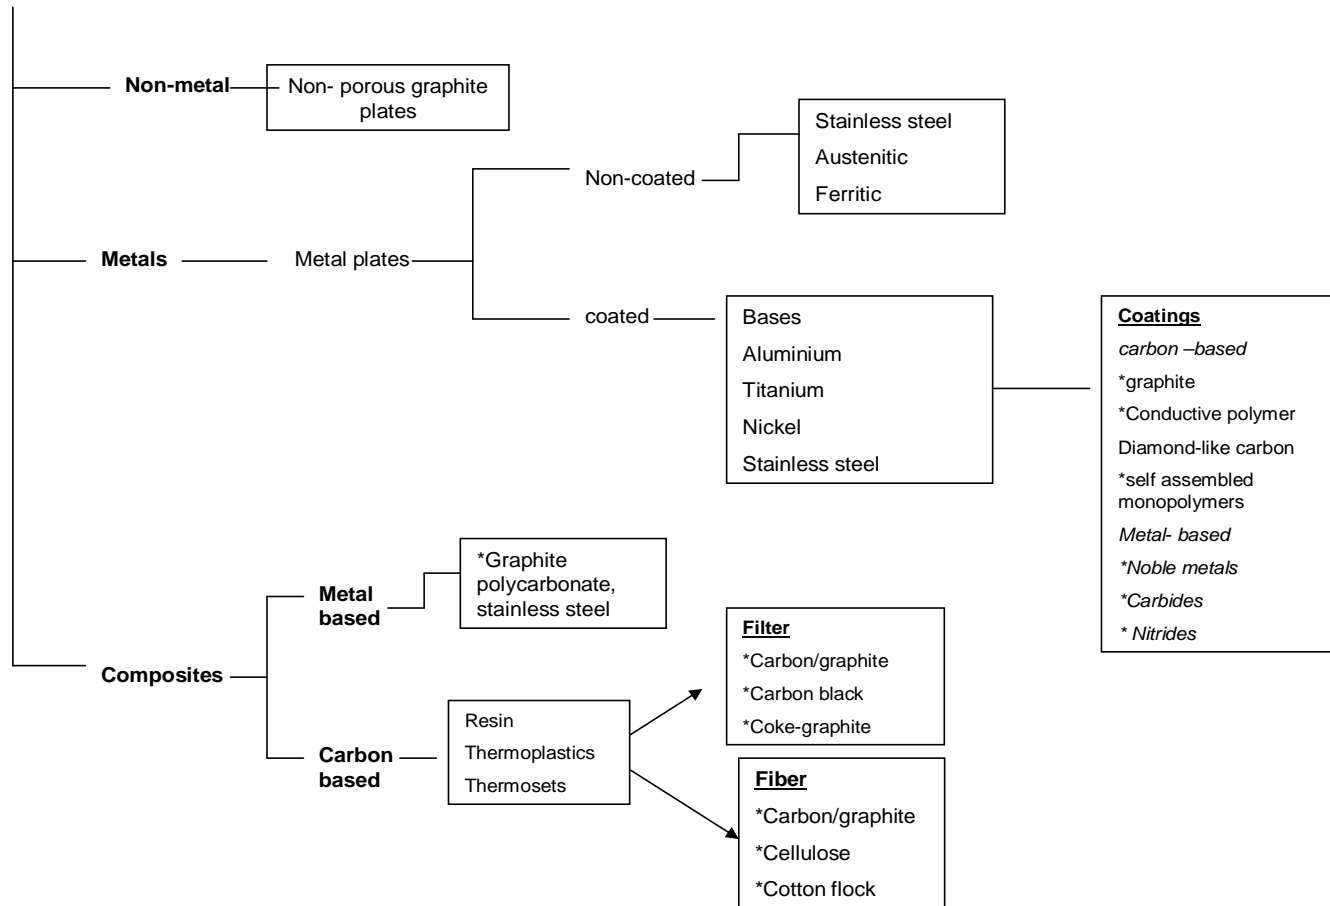 Non-metal
Non- porous graphite
plates
Stainless steel
Austenitic
Ferritic
Non-coated
Metals
Metal plates
coated
Bases
Aluminium
Titanium
Nickel
Stainless steel
Coatings
carbon –based
*graphite
*Conductive polymer
Diamond-like carbon
*self assembled
monopolymers
Metal- based
*Noble metals
*Carbides
* Nitrides
Composites
Metal
based
*Graphite
polycarbonate,
stainless steel
Carbon
based
Resin
Thermoplastics
Thermosets
Filter
*Carbon/graphite
*Carbon black
*Coke-graphite
Fiber
*Carbon/graphite
*Cellulose
*Cotton flock